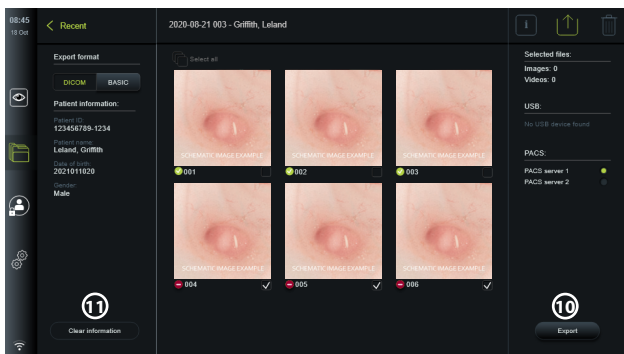 08:45
18 Oct
Recent
2020-08-21 003 - Griffith, Leland
i
Export format
DICOM
BASIC
Patient information:
Patient ID:
123456789-1234
Patient name:
Leland, Griffith
Date of birth:
2021011020
Gender:
Male
11
Clear information
Select all
SCHEMATIC IMAGE EXAMPLE
SCHEMATIC IMAGE EXAMPLE
SCHEMATIC IMAGE EXAMPLE
001
002
003
SCHEMATIC IMAGE EXAMPLE
SCHEMATIC IMAGE EXAMPLE
SCHEMATIC IMAGE EXAMPLE
004
005
006
Selected files:
Images: 0
Videos: 0
USB:
No USB device found
PACS:
PACS server 1
PACS server 2
10
Export